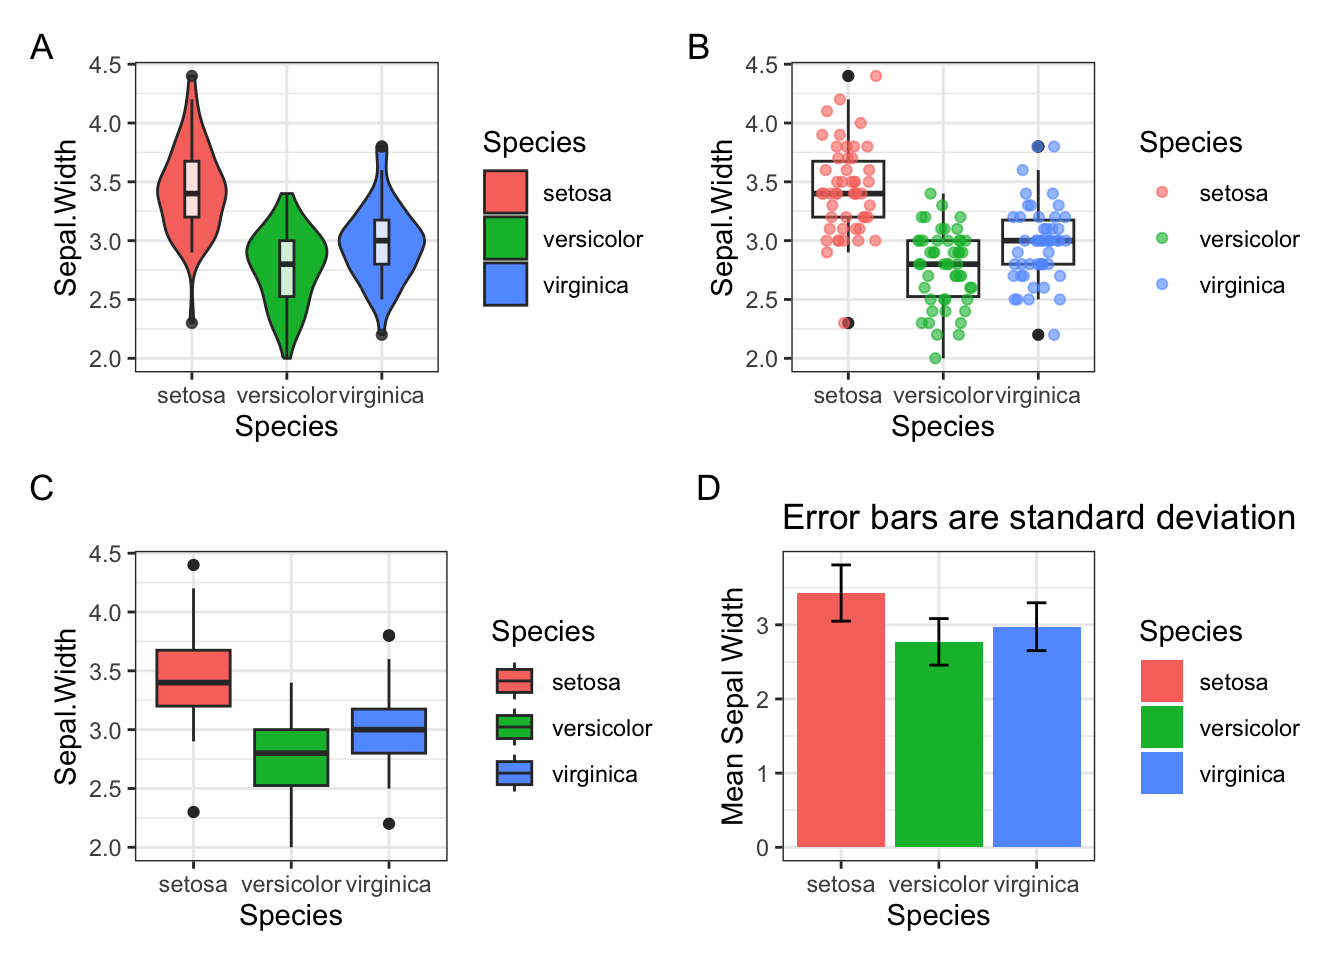 A
4.5
4.0
3.5
3.0
2.5
2.0
Sepal.Width
setosa versicolor virginica
Species
Species
setosa
versicolor
virginica
B
4.5
4.0
3.5
3.0
2.5
2.0
Sepal.Width
setosa versicolor virginica
Species
Species
setosa
versicolor
virginica
C
4.5
4.0
3.5
3.0
2.5
2.0
Sepal.Width
setosa versicolor virginica
Species
Species
setosa
versicolor
virginica
D
Error bars are standard deviation
3
2
1
0
Mean Sepal Width
setosa versicolor virginica
Species
Species
setosa
versicolor
virginica